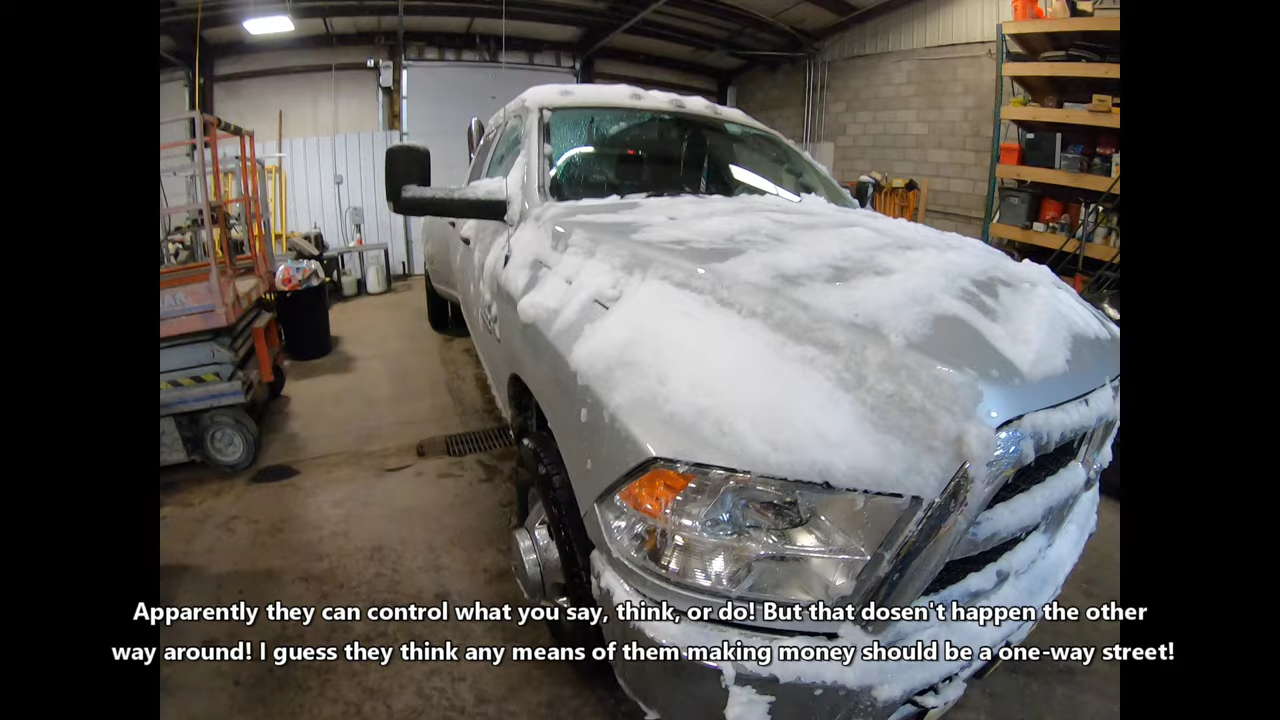 Apparently they can control what you say, think, or do! But that dosen't happen the other
way around! I guess they think any means of them making money should be a one-way street!